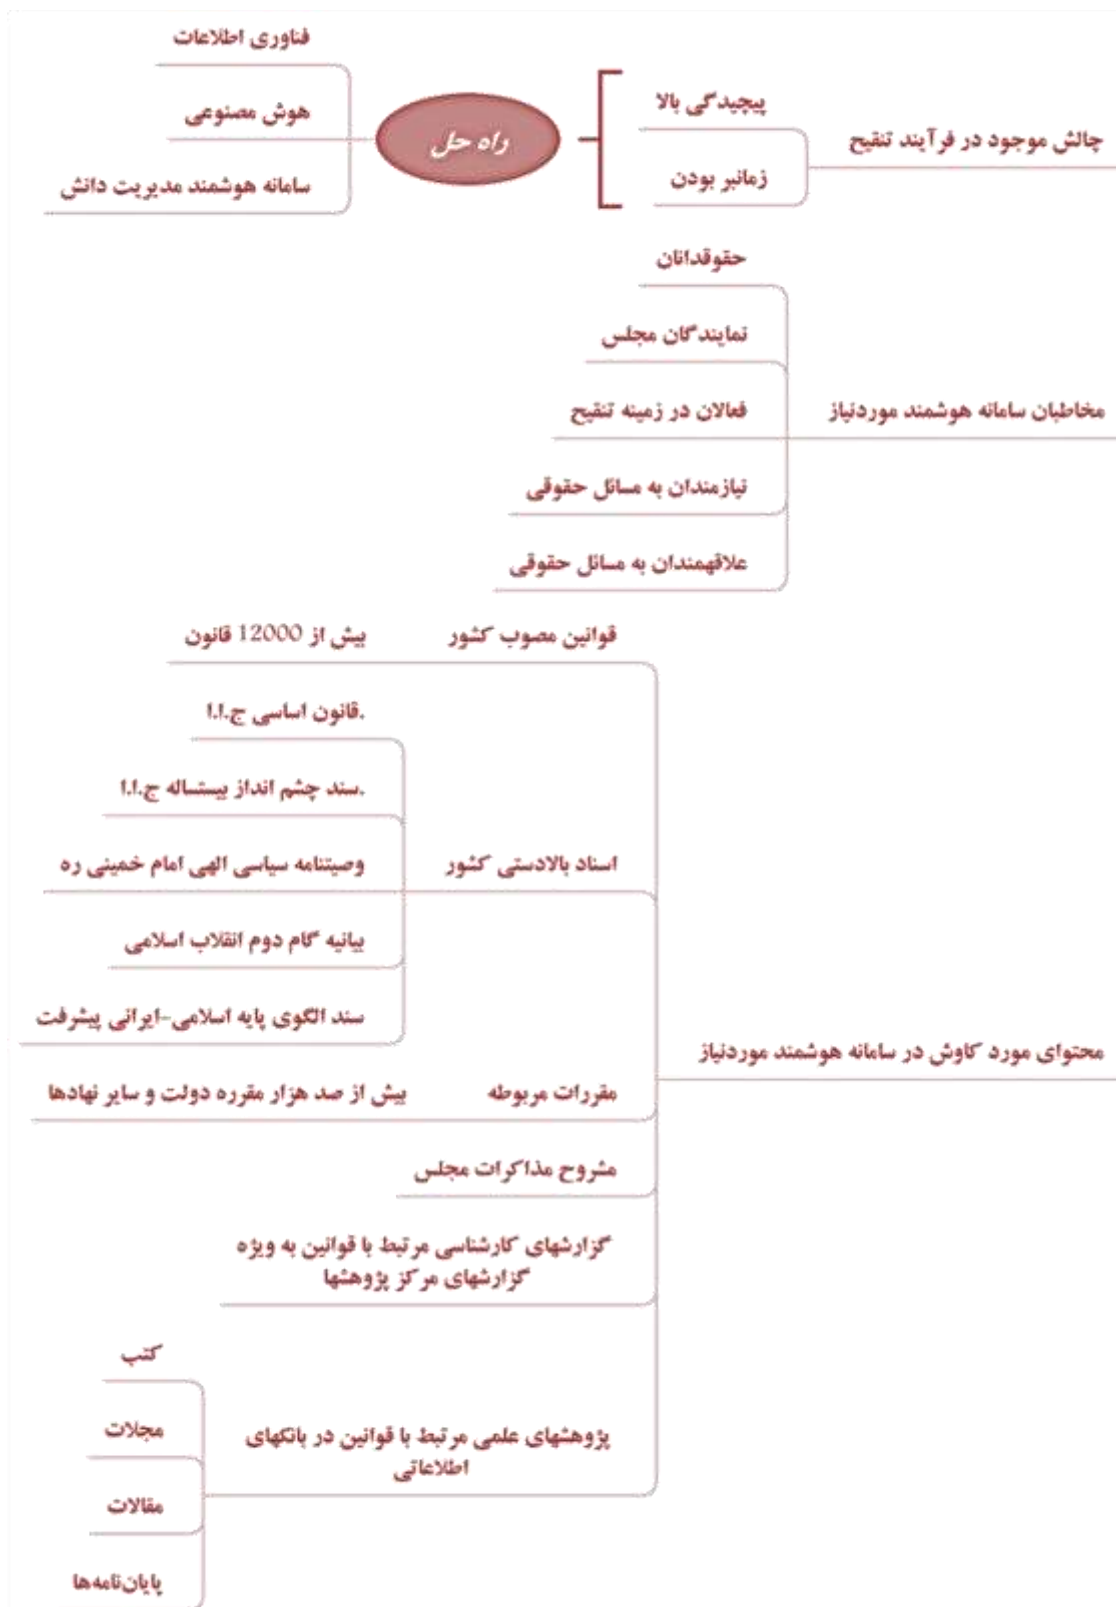 چالش موجود در فرآیند تنقیح
پیچیدگی بالا
زمانبر بودن
راه حل
فناوری اطلاعات
هوش مصنوعی
سامانه هوشمند مدیریت دانش
مخاطبان سامانه هوشمند موردنیاز
حقوقدانان
نمایندگان مجلس
فعالان در زمینه تنقیح
نیازمندان به مسائل حقوقی
علاقهمندان به مسائل حقوقی
محتوای مورد کاوش در سامانه هوشمند موردنیاز
قوانین مصوب کشور
بیش از 12000 قانون
اسناد بالادستی کشور
.قانون اساسی ج.ا.ا
.سند چشم انداز بیستساله ج.ا.ا
وصیتنامه سیاسی الهی امام خمینی ره
بیانیه گام دوم انقلاب اسلامی
سند الگوی پایه اسلامی-ایرانی پیشرفت
مقررات مربوطه
بیش از صد هزار مقرره دولت و سایر نهادها
مشروح مذاکرات مجلس
گزارشهای کارشناسی مرتبط با قوانین به ویژه
گزارشهای مرکز پژوهشها
پژوهشهای علمی مرتبط با قوانین در بانکهای
اطلاعاتی
کتب
مجلات
مقالات
پایان‌نامه‌ها